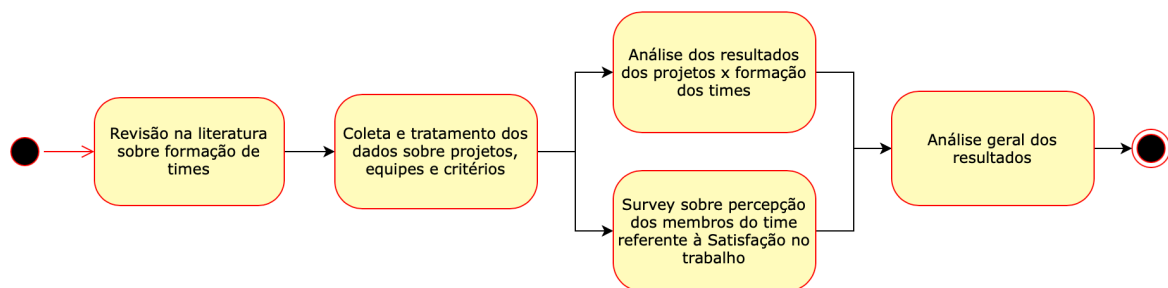 Revisão na literatura
sobre formação de
times
Coleta e tratamento dos
dados sobre projetos,
equipes e critérios
Análise dos resultados
dos projetos x formação
dos times
Survey sobre percepção
dos membros do time
referente à Satisfação no
trabalho
Análise geral dos
resultados